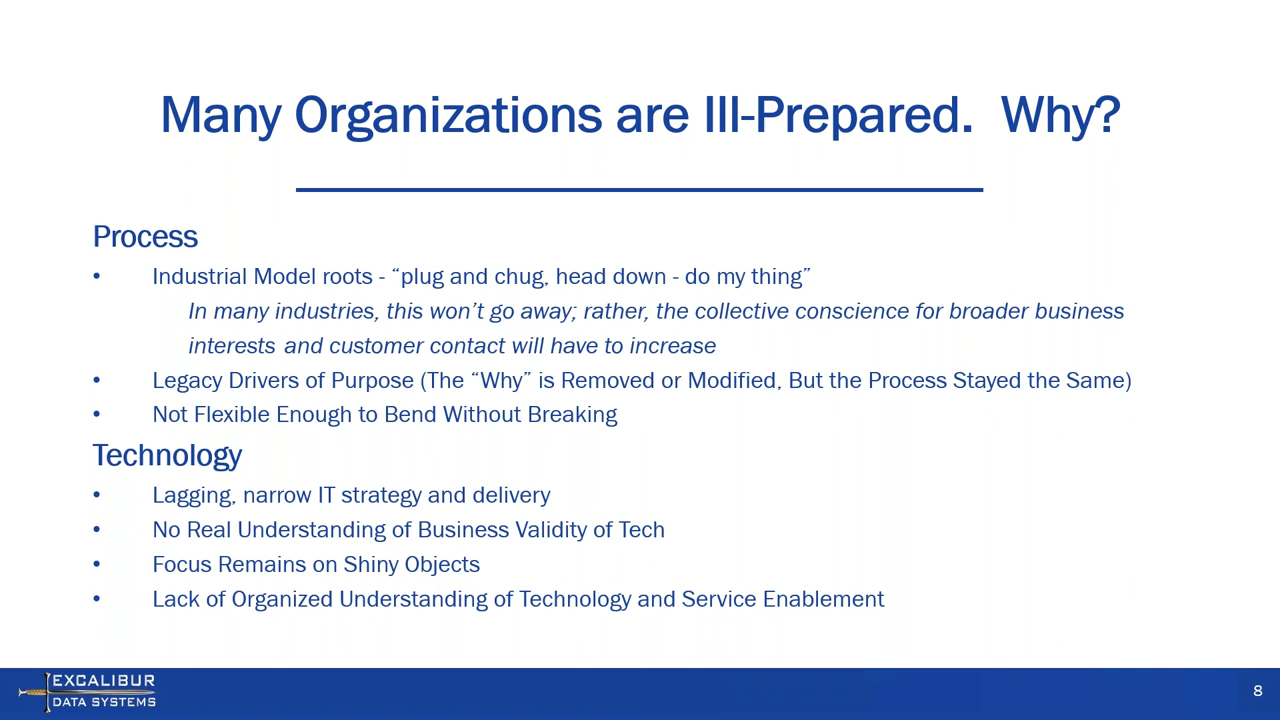 Many Organizations are Ill-Prepared.  Why?
Process
• Industrial Model roots - “plug and chug, head down - do my thing”
In many industries, this won’t go away; rather, the collective conscience for broader business
interests and customer contact will have to increase
• Legacy Drivers of Purpose (The “Why” is Removed or Modified, But the Process Stayed the Same)
• Not Flexible Enough to Bend Without Breaking
Technology
• Lagging, narrow IT strategy and delivery
• No Real Understanding of Business Validity of Tech
• Focus Remains on Shiny Objects
• Lack of Organized Understanding of Technology and Service Enablement
EXCALIBUR
DATA SYSTEMS
8